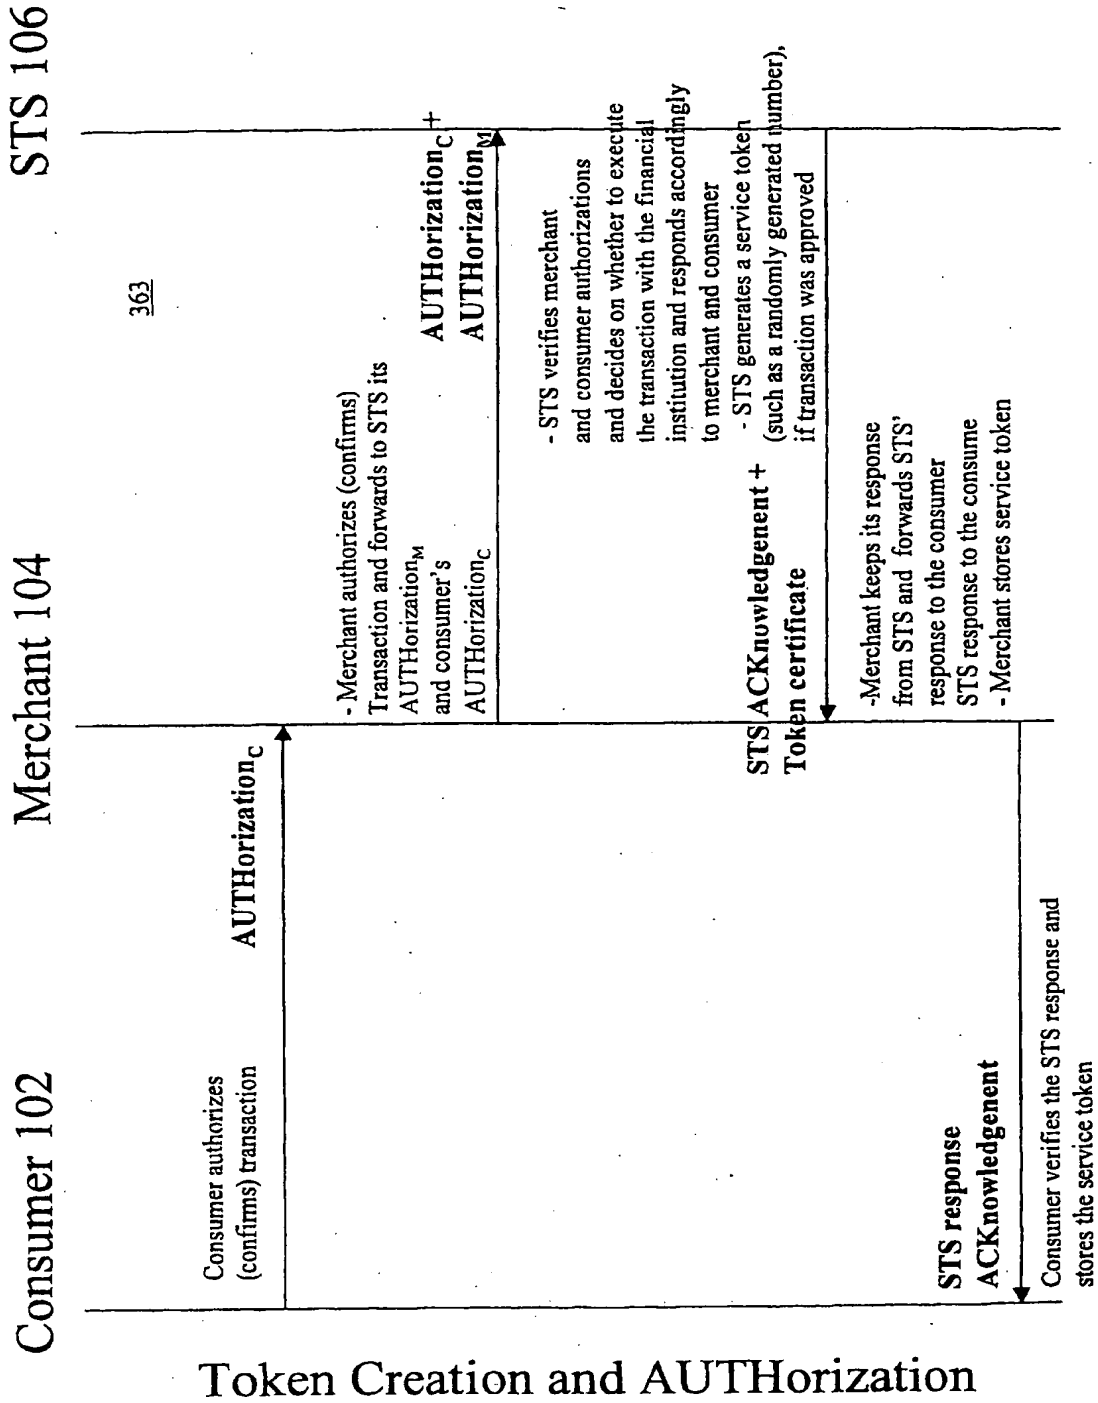 Consumer 102
Merchant 104
STS 106
363
Consumer authorizes
(confirms) transaction
AUTHorizationC
- Merchant authorizes (confirms)
Transaction and forwards to STS its
AUTHorizationM
and consumer's
AUTHorizationC
AUTHorizationC +
AUTHorizationM
- STS verifies merchant
and consumer authorizations
and decides on whether to execute
the transaction with the financial
institution and responds accordingly
to merchant and consumer
- STS generates a service token
(such as a randomly generated number),
if transaction was approved
STS ACKnowledgenent +
Token certificate
-Merchant keeps its response
from STS and forwards STS'
response to the consumer
STS response to the consume
- Merchant stores service token
STS response
ACKnowledgenent
Consumer verifies the STS response and
stores the service token
Token Creation and AUTHorization